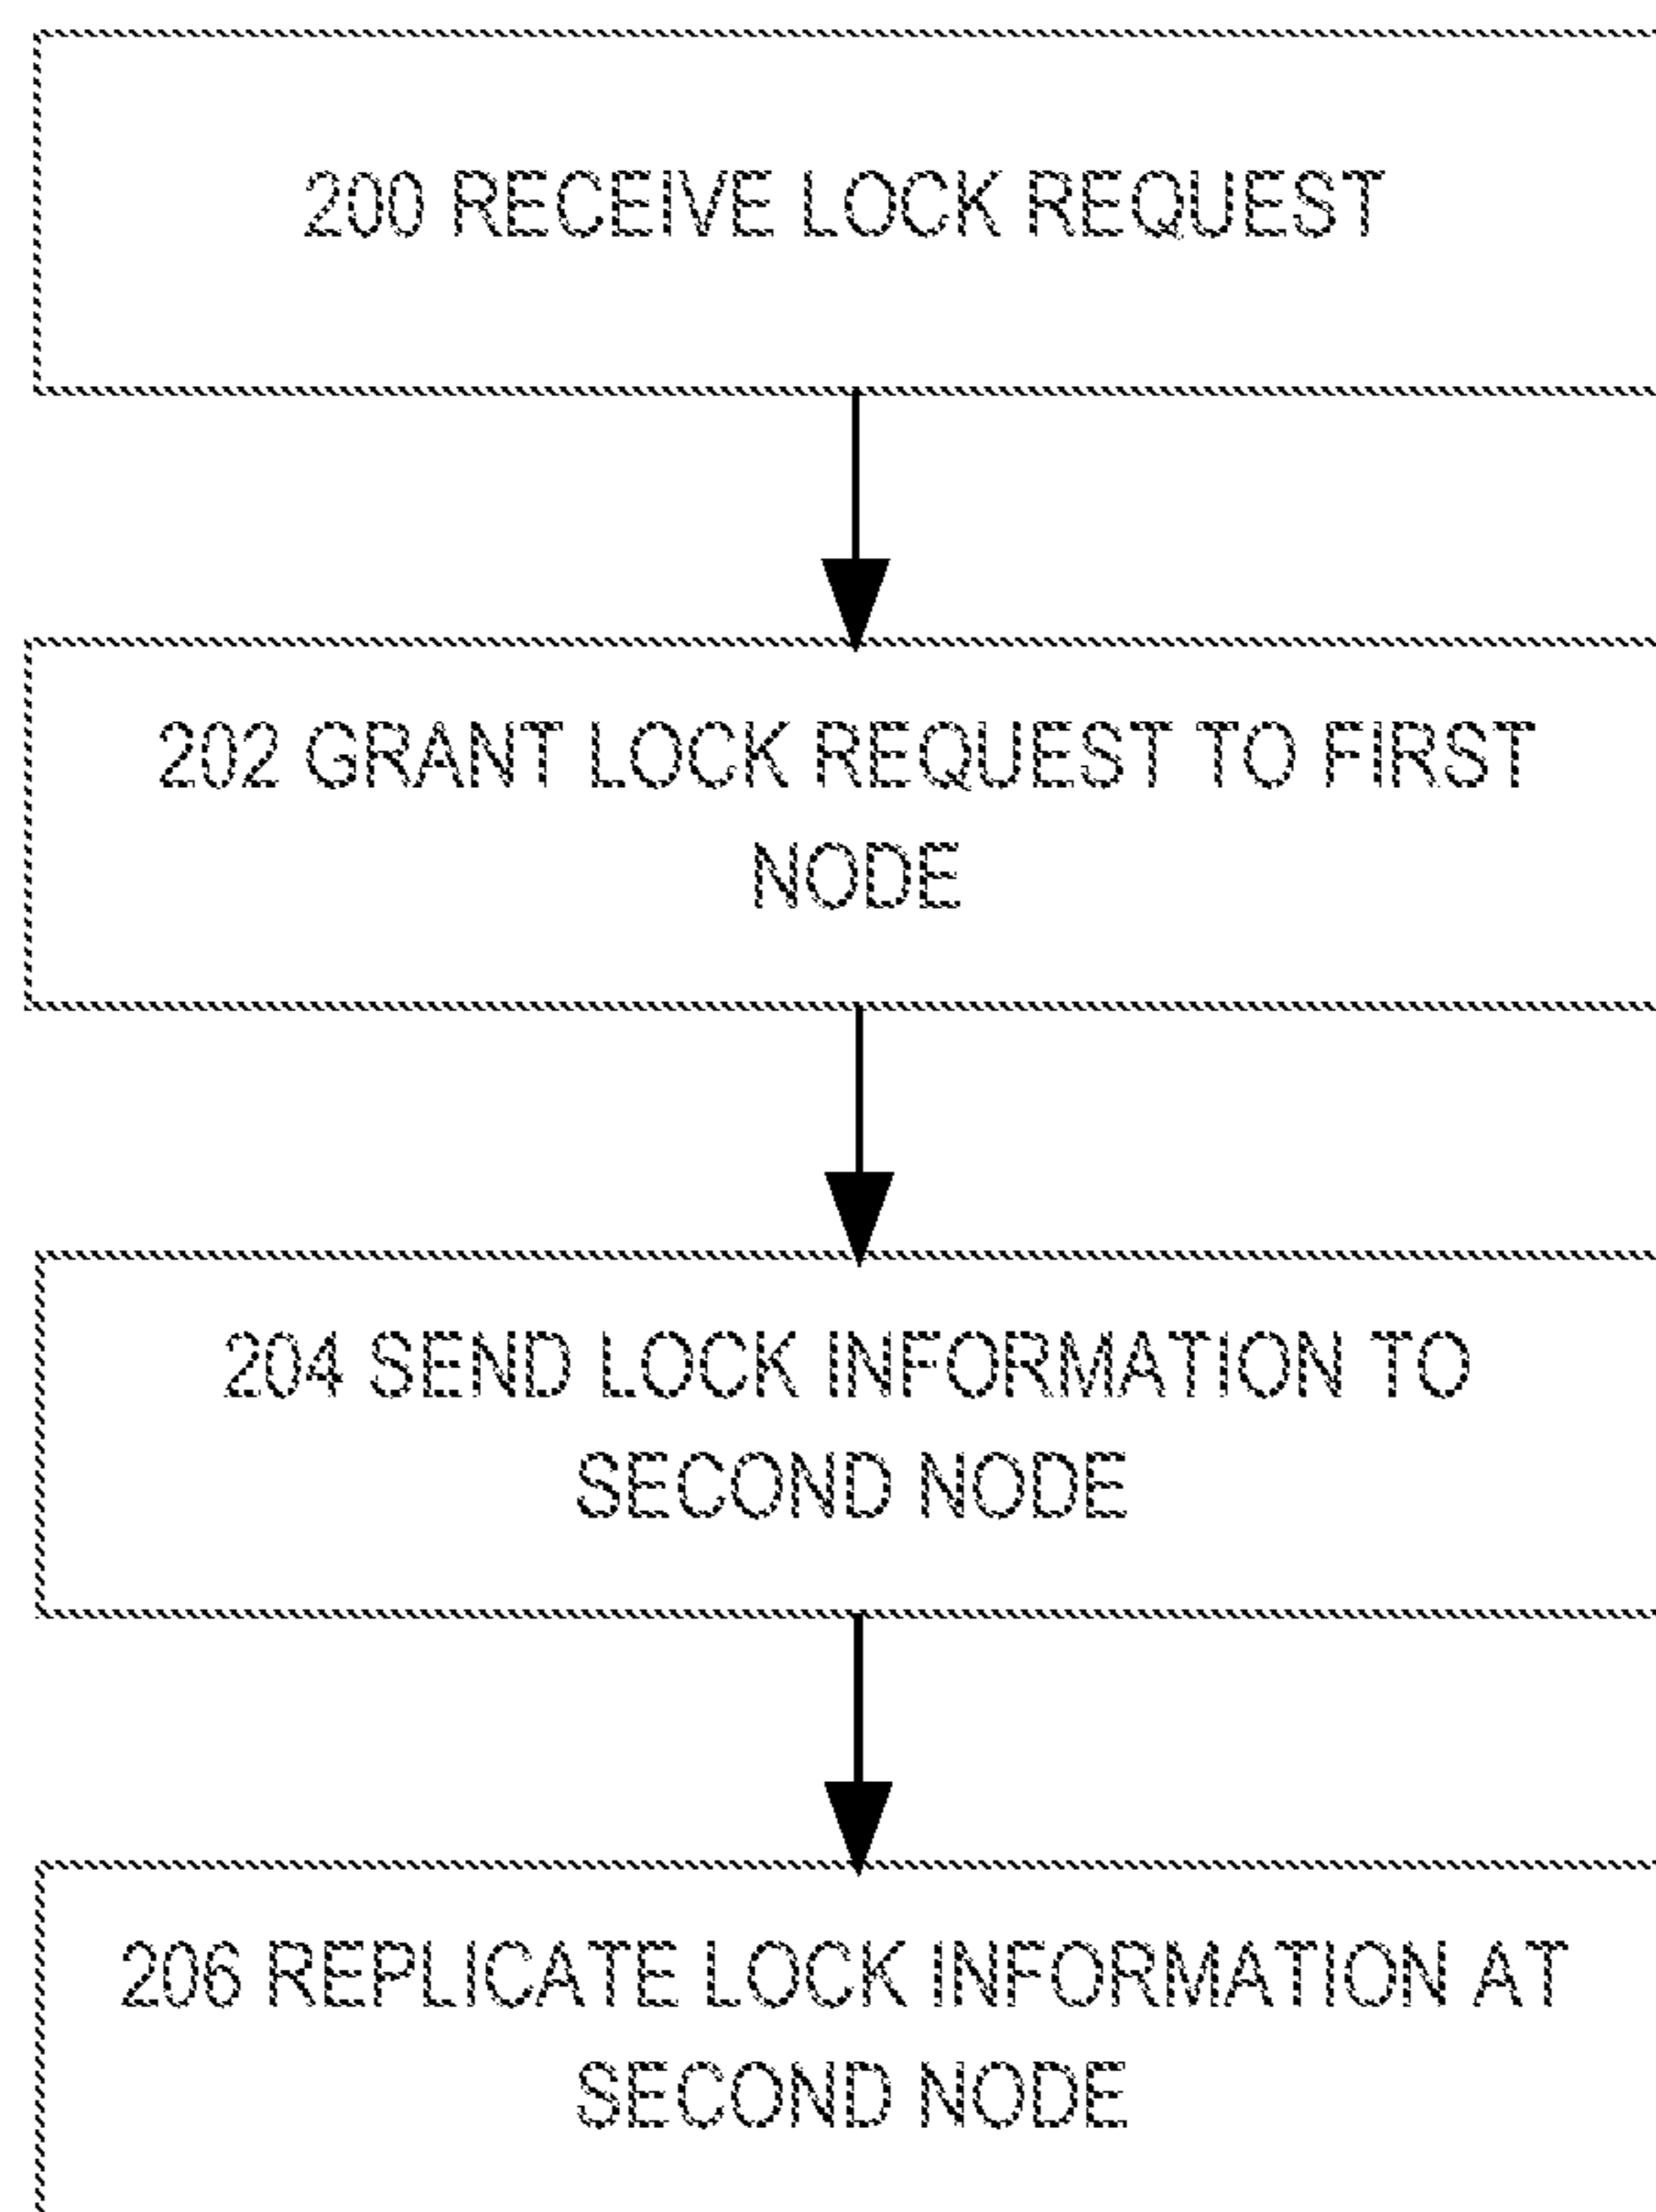 200 RECEIVE LOCK REQUEST
202 GRANT LOCK REQUEST TO FIRST
NODE
204 SEND LOCK INFORMATION TO
SECOND NODE
206 REPLICATE LOCK INFORMATION AT
SECOND NODE